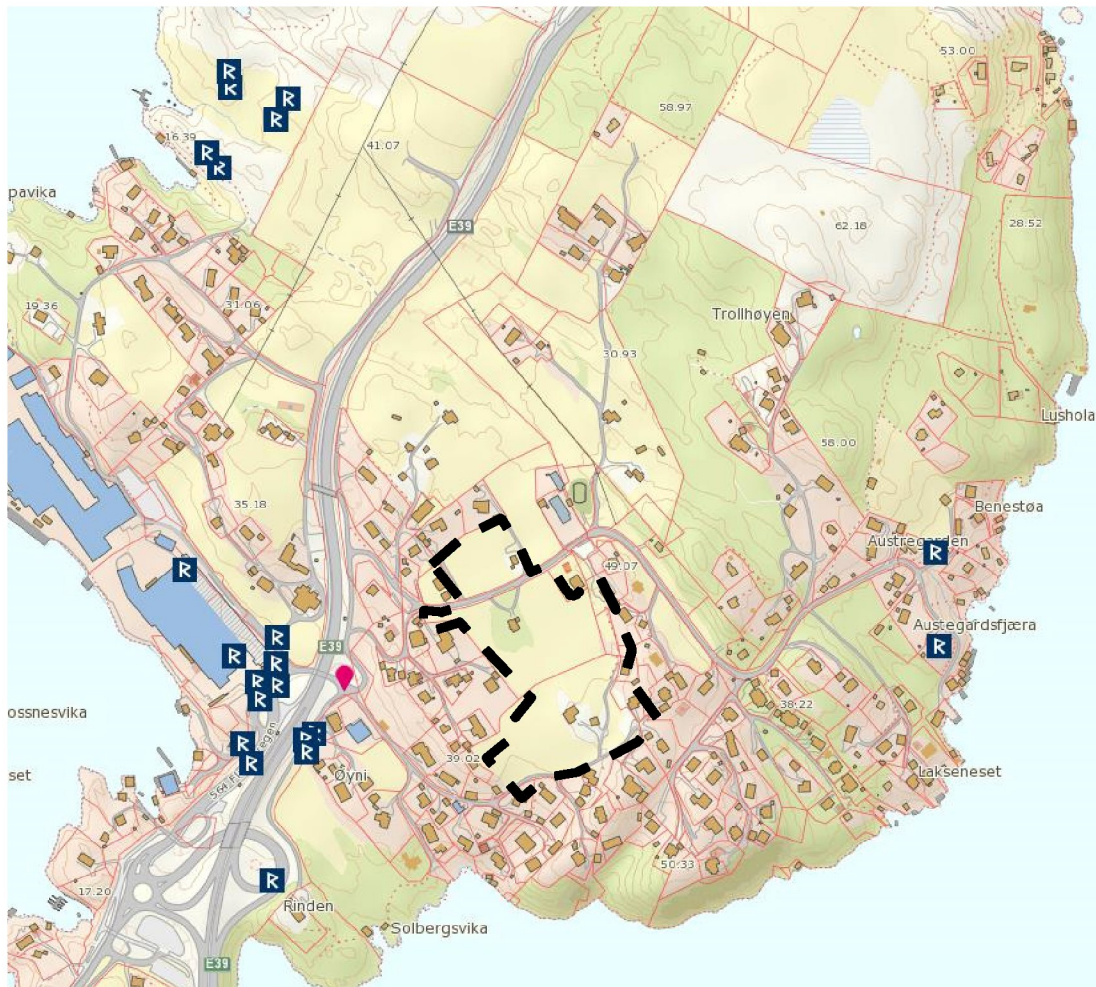 53.00
R
K
R
R
58.97
16.39
R
R
41.07
pavika
E39
62.18
28.52
19.36
31.06
Trollhøyen
30.93
Lushola
58.00
35.18
Benestøa
Austregarden
R
49.07
R
Austegardsfjæra
R
E39
R
R
R
R
R
38.22
ossnesvika
R
R
R
R
39.02
Øyni
set
Lakseneset
50.33
R
17.20
Rinden
Solbergsvika
E39